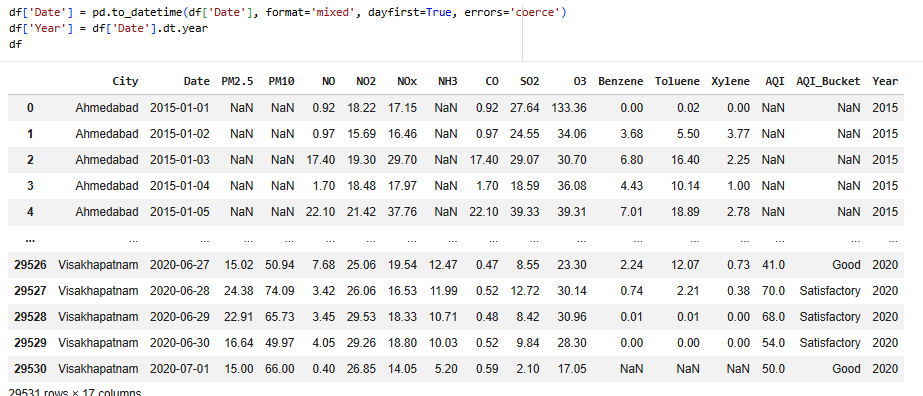 df['Date'] = pd.to_datetime(df['Date'], format='mixed', dayfirst=True, errors='coerce')
df['Year'] = df['Date'].dt.year
df
City Date PM2.5 PM10 NO NO2 NOx NH3 CO SO2 O3 Benzene Toluene Xylene AQI AQI_Bucket Year
0 Ahmedabad 2015-01-01 NaN NaN 0.92 18.22 17.15 NaN 0.92 27.64 133.36 0.00 0.02 0.00 NaN NaN 2015
1 Ahmedabad 2015-01-02 NaN NaN 0.97 15.69 16.46 NaN 0.97 24.55 34.06 3.68 5.50 3.77 NaN NaN 2015
2 Ahmedabad 2015-01-03 NaN NaN 17.40 19.30 29.70 NaN 17.40 29.07 30.70 6.80 16.40 2.25 NaN NaN 2015
3 Ahmedabad 2015-01-04 NaN NaN 1.70 18.48 17.97 NaN 1.70 18.59 36.08 4.43 10.14 1.00 NaN NaN 2015
4 Ahmedabad 2015-01-05 NaN NaN 22.10 21.42 37.76 NaN 22.10 39.33 39.31 7.01 18.89 2.78 NaN NaN 2015
... ... ... ... ... ... ... ... ... ... ... ... ... ... ... ... ... ...
29526 Visakhapatnam 2020-06-27 15.02 50.94 7.68 25.06 19.54 12.47 0.47 8.55 23.30 2.24 12.07 0.73 41.0 Good 2020
29527 Visakhapatnam 2020-06-28 24.38 74.09 3.42 26.06 16.53 11.99 0.52 12.72 30.14 0.74 2.21 0.38 70.0 Satisfactory 2020
29528 Visakhapatnam 2020-06-29 22.91 65.73 3.45 29.53 18.33 10.71 0.48 8.42 30.96 0.01 0.01 0.00 68.0 Satisfactory 2020
29529 Visakhapatnam 2020-06-30 16.64 49.97 4.05 29.26 18.80 10.03 0.52 9.84 28.30 0.00 0.00 0.00 54.0 Satisfactory 2020
29530 Visakhapatnam 2020-07-01 15.00 66.00 0.40 26.85 14.05 5.20 0.59 2.10 17.05 NaN NaN NaN 50.0 Good 2020
29531 rows × 17 columns